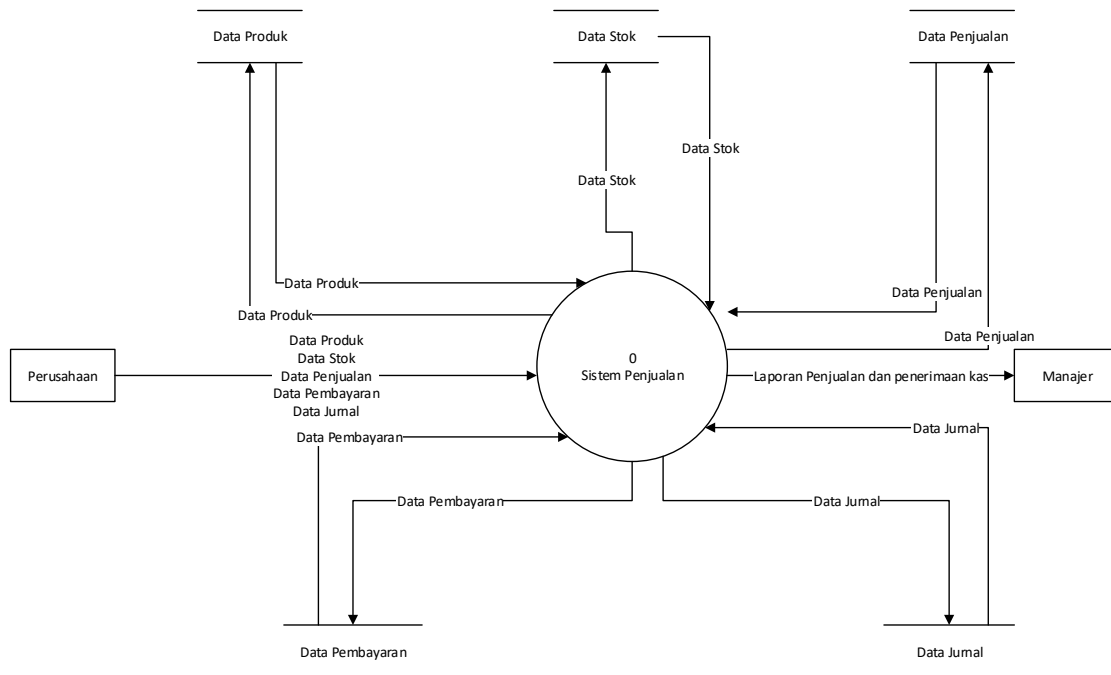 Data Produk
Data Stok
Data Penjualan
Data Stok
Data Stok
Data Produk
Data Penjualan
Data Produk
Data Penjualan
Data Produk
Data Stok
Data Penjualan
Data Pembayaran
Data Jurnal
Perusahaan
0
Sistem Penjualan
Laporan Penjualan dan penerimaan kas
Manajer
Data Pembayaran
Data Jurnal
Data Pembayaran
Data Jurnal
Data Pembayaran
Data Jurnal